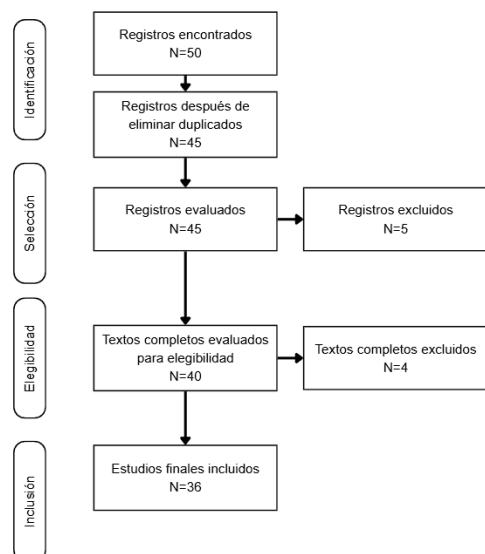 Identificación
Registros encontrados
N=50
Registros después de
eliminar duplicados
N=45
Selección
Registros evaluados
N=45
Registros excluidos
N=5
Elegibilidad
Textos completos evaluados
para elegibilidad
N=40
Textos completos excluidos
N=4
Inclusión
Estudios finales incluidos
N=36